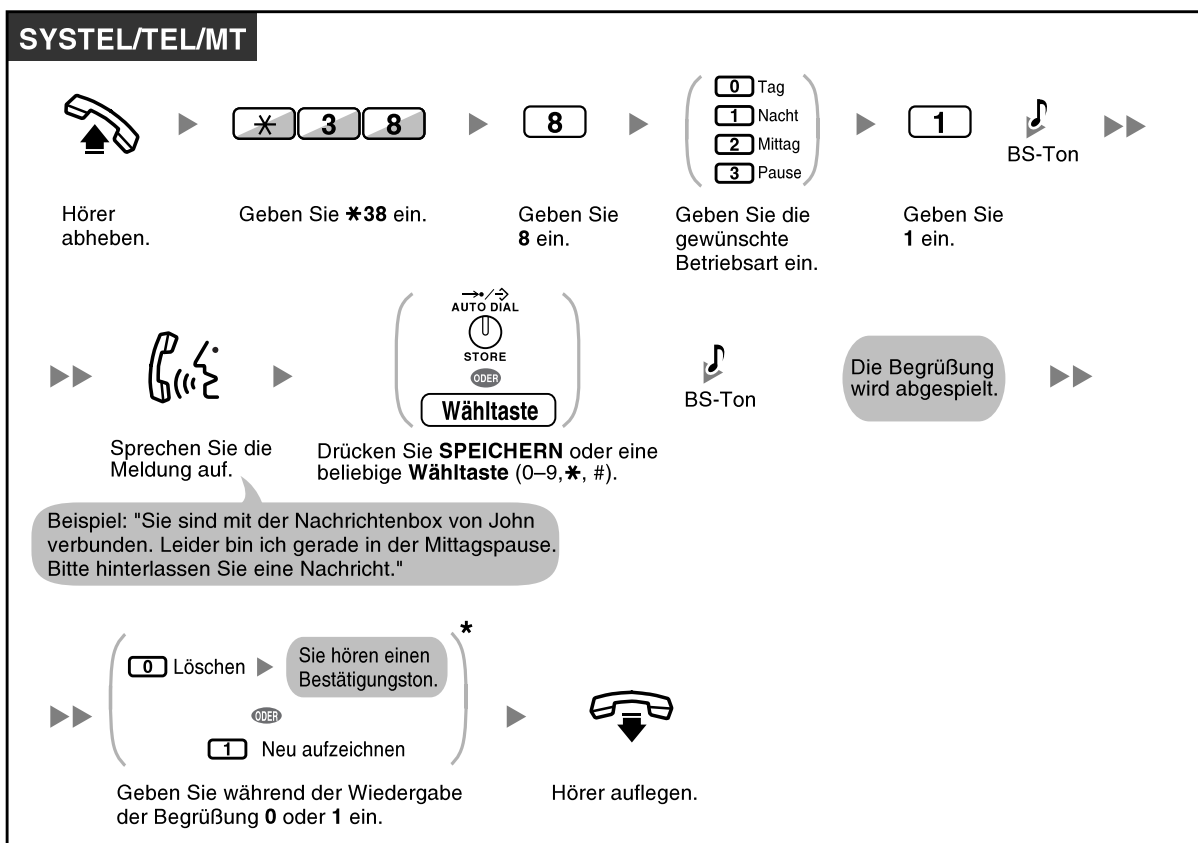 SYSTEL/TEL/MT
✳ 3 8
8
0 Tag
1 Nacht
2 Mittag
3 Pause
1
BS-Ton
Hörer
abheben.
Geben Sie ✳38 ein.
Geben Sie
8 ein.
Geben Sie die
gewünschte
Betriebsart ein.
Geben Sie
1 ein.
AUTO DIAL
STORE
ODER
Wähltaste
BS-Ton
Die Begrüßung
wird abgespielt.
Sprechen Sie die
Meldung auf.
Drücken Sie SPEICHERN oder eine
beliebige Wähltaste (0–9,✳, #).
Beispiel: "Sie sind mit der Nachrichtenbox von John
verbunden. Leider bin ich gerade in der Mittagspause.
Bitte hinterlassen Sie eine Nachricht."
*
0 Löschen
Sie hören einen
Bestätigungston.
ODER
1 Neu aufzeichnen
Geben Sie während der Wiedergabe
der Begrüßung 0 oder 1 ein.
Hörer auflegen.